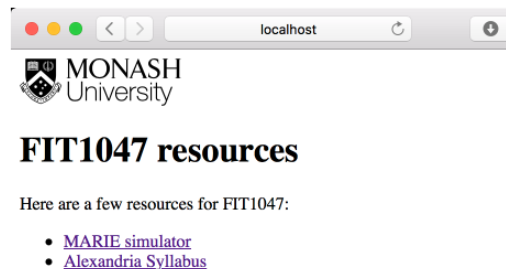 localhost
MONASH
University
FIT1047 resources
Here are a few resources for FIT1047:
MARIE simulator
Alexandria Syllabus